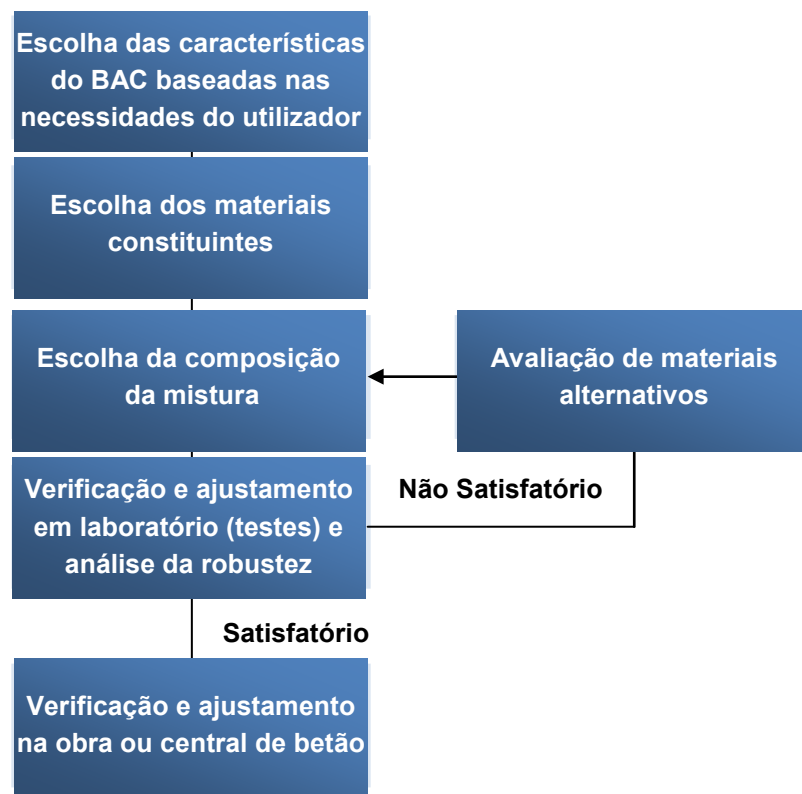 Escolha das características
do BAC baseadas nas
necessidades do utilizador
Escolha dos materiais
constituintes
Escolha da composição
da mistura
Avaliação de materiais
alternativos
Verificação e ajustamento
em laboratório (testes) e
análise da robustez
Não Satisfatório
Satisfatório
Verificação e ajustamento
na obra ou central de betão